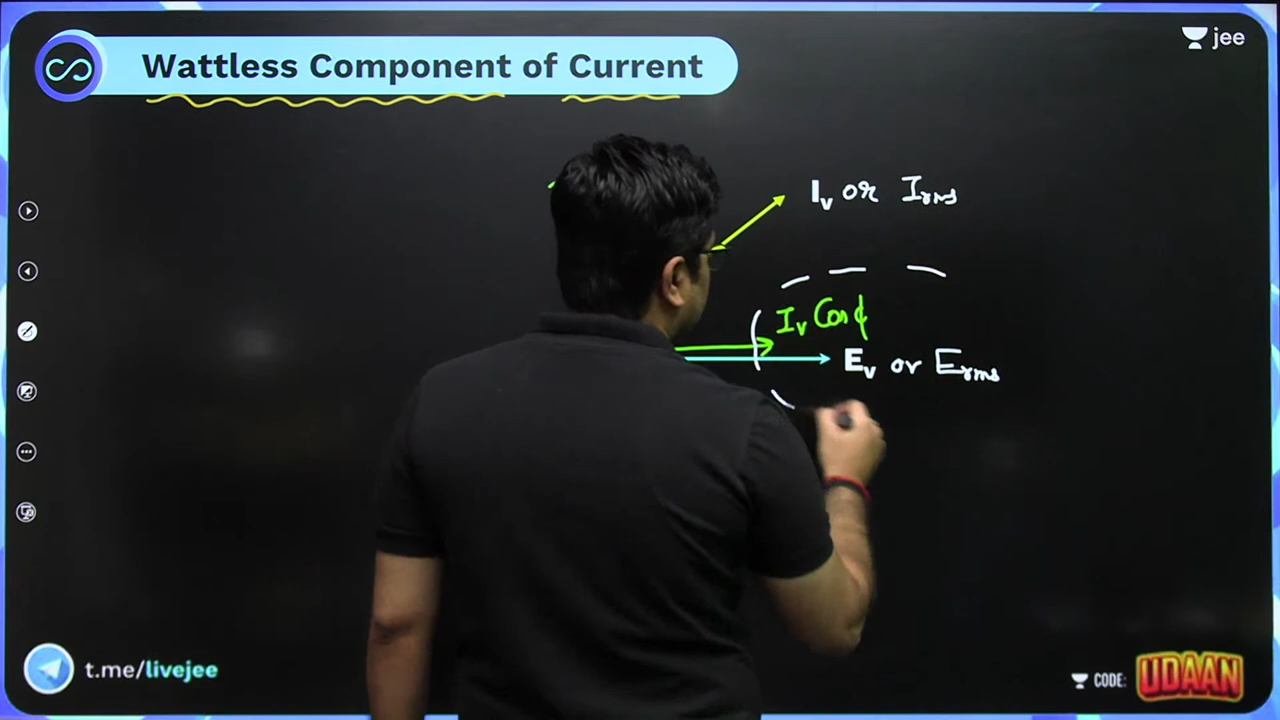 Wattless Component of Current
jee
Iv or Irms
Iv Cosϕ
Ev or Erms
t.me/livejee
CODE: UDAAN